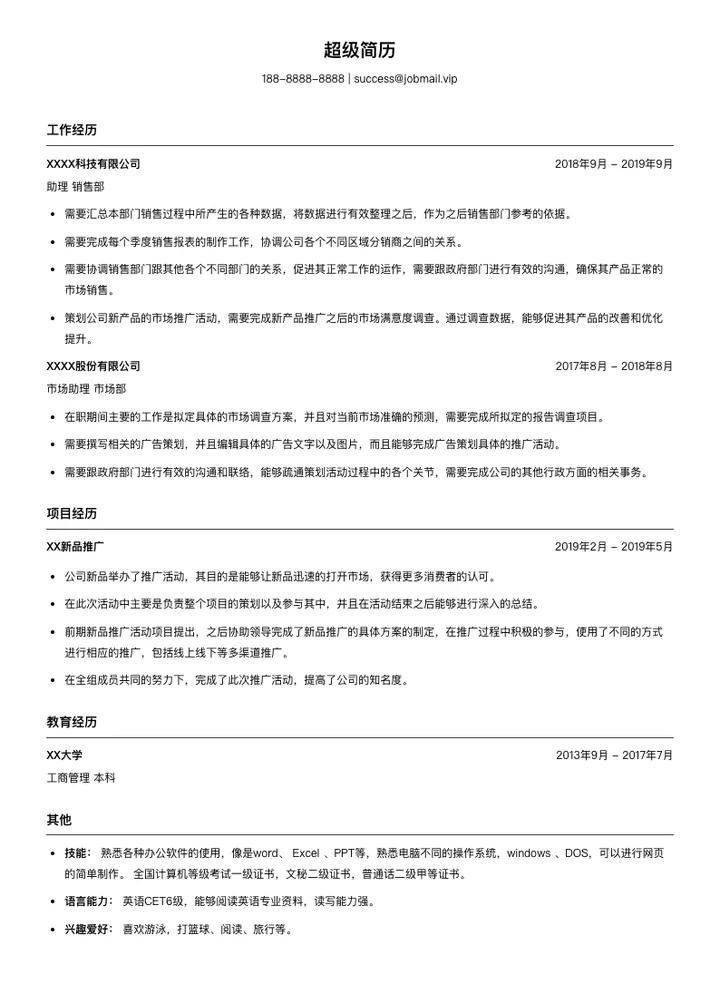 超级简历
188-8888-8888 | success@jobmail.vip
工作经历
XXXX科技有限公司 2018年9月 - 2019年9月
助理 销售部
• 需要汇总本部门销售过程中所产生的各种数据，将数据进行有效整理之后，作为之后销售部门参考的依据。
• 需要完成每个季度销售报表的制作工作，协调公司各个不同区域分销商之间的关系。
• 需要协调销售部门跟其他各个不同部门的关系，促进其正常工作的运作，需要跟政府部门进行有效的沟通，确保其产品正常的
市场销售。
• 策划公司新产品的市场推广活动，需要完成新产品推广之后的市场满意度调查。通过调查数据，能够促进其产品的改善和优化
提升。
XXXX股份有限公司 2017年8月 - 2018年8月
市场助理 市场部
• 在职期间主要的工作是拟定具体的市场调查方案，并且对当前市场准确的预测，需要完成所拟定的报告调查项目。
• 需要撰写相关的广告策划，并且编辑具体的广告文字以及图片，而且能够完成广告策划具体的推广活动。
• 需要跟政府部门进行有效的沟通和联络，能够疏通策划活动过程中的各个关节，需要完成公司的其他行政方面的相关事务。
项目经历
XX新品推广 2019年2月 - 2019年5月
• 公司新品举办了推广活动，其目的是能够让新品迅速的打开市场，获得更多消费者的认可。
• 在此次活动中主要是负责整个项目的策划以及参与其中，并且在活动结束之后能够进行深入的总结。
• 前期新品推广活动项目提出，之后协助领导完成了新品推广的具体方案的制定，在推广过程中积极的参与，使用了不同的方式
进行相应的推广，包括线上线下等多渠道推广。
• 在全组成员共同的努力下，完成了此次推广活动，提高了公司的知名度。
教育经历
XX大学 2013年9月 - 2017年7月
工商管理 本科
其他
• 技能： 熟悉各种办公软件的使用，像是word、 Excel 、PPT等，熟悉电脑不同的操作系统，windows 、DOS，可以进行网页
的简单制作。 全国计算机等级考试一级证书，文秘二级证书，普通话二级甲等证书。
• 语言能力： 英语CET6级，能够阅读英语专业资料，读写能力强。
• 兴趣爱好： 喜欢游泳，打篮球、阅读、旅行等。